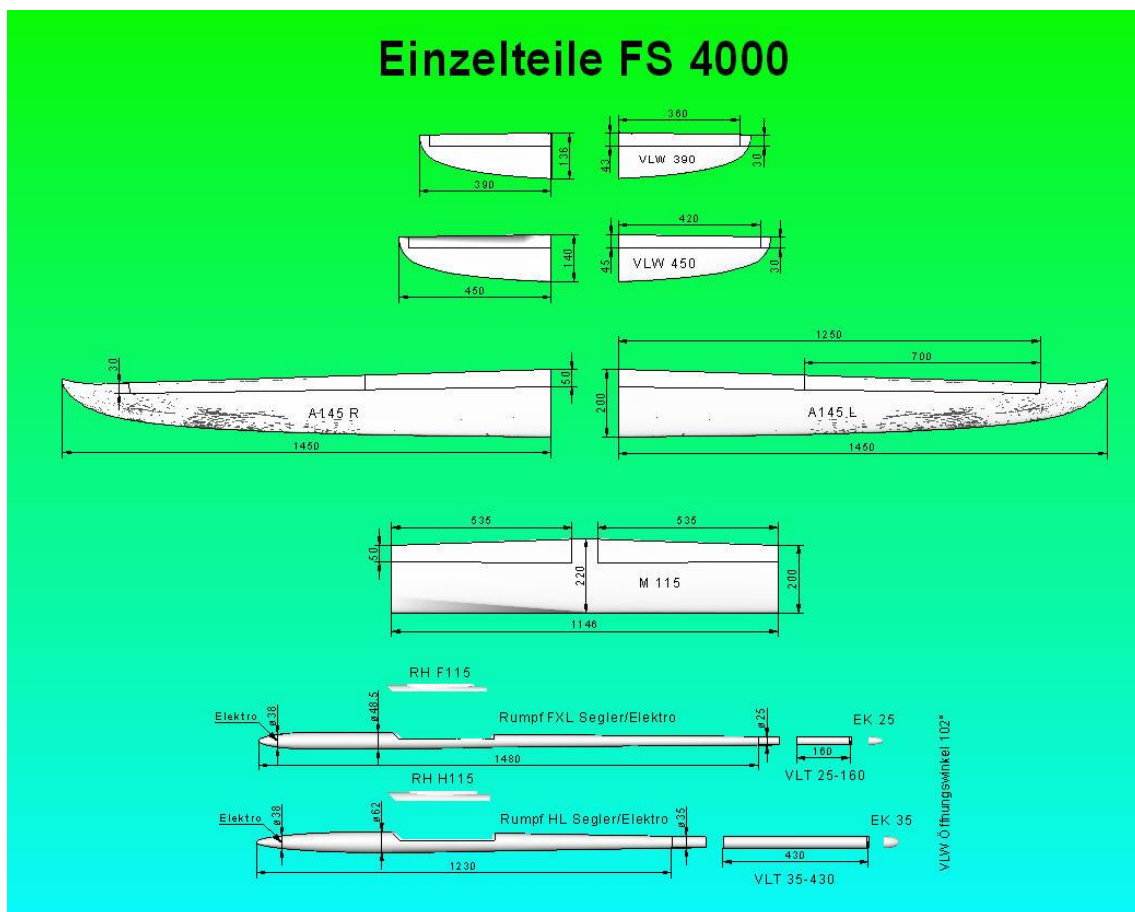 Einzelteile FS 4000
360
136
43
VLW 390
30
390
420
140
45
VLW 450
30
450
1250
700
30
50
200
A145 R
A145 L
1450
1450
535
535
50
220
M 115
200
1146
RH F115
Elektro
ø38
ø48.5
Rumpf FXL Segler/Elektro
ø25
EK 25
160
1480
VLT 25-160
RH H115
Elektro
ø38
ø62
Rumpf HL Segler/Elektro
ø35
EK 35
430
1230
VLT 35-430
VLW Öffnungswinkel 102°